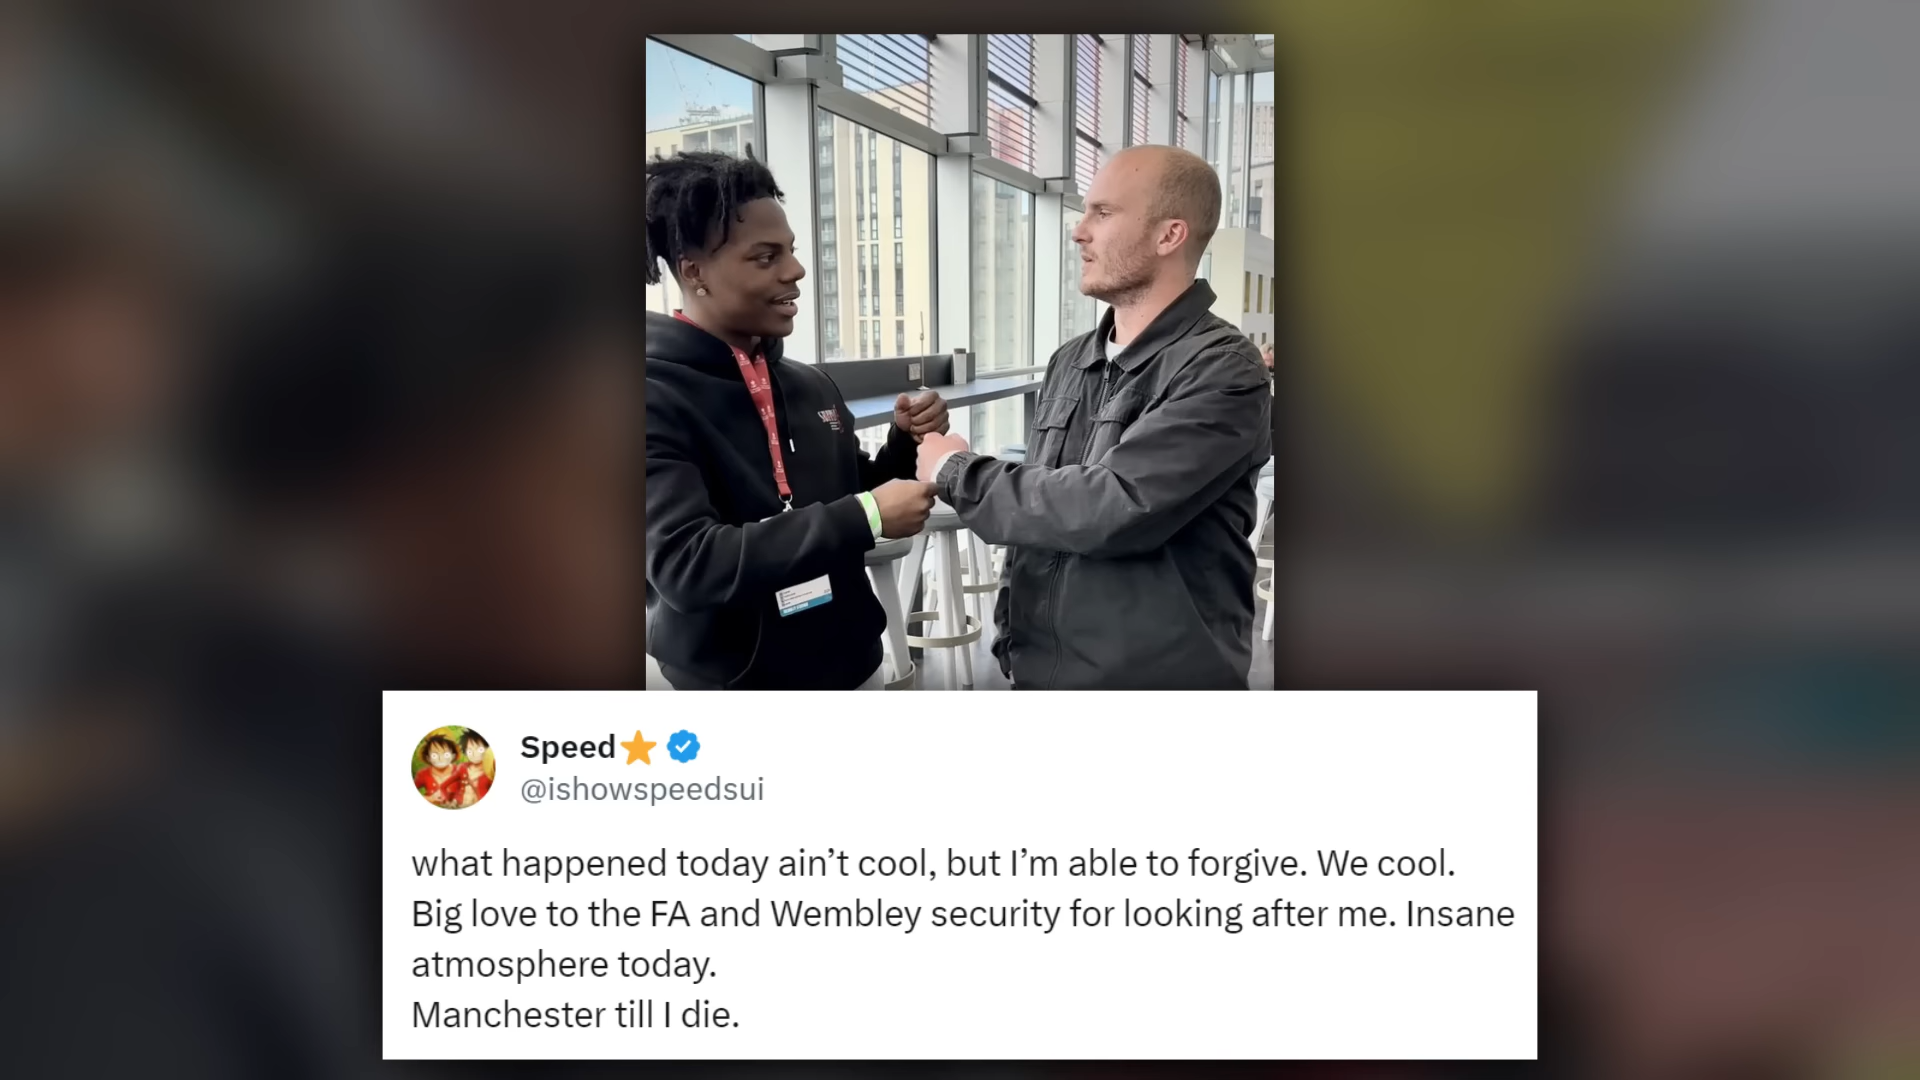 Speed⭐
@ishowspeedsui
what happened today ain’t cool, but I’m able to forgive. We cool.
Big love to the FA and Wembley security for looking after me. Insane
atmosphere today.
Manchester till I die.